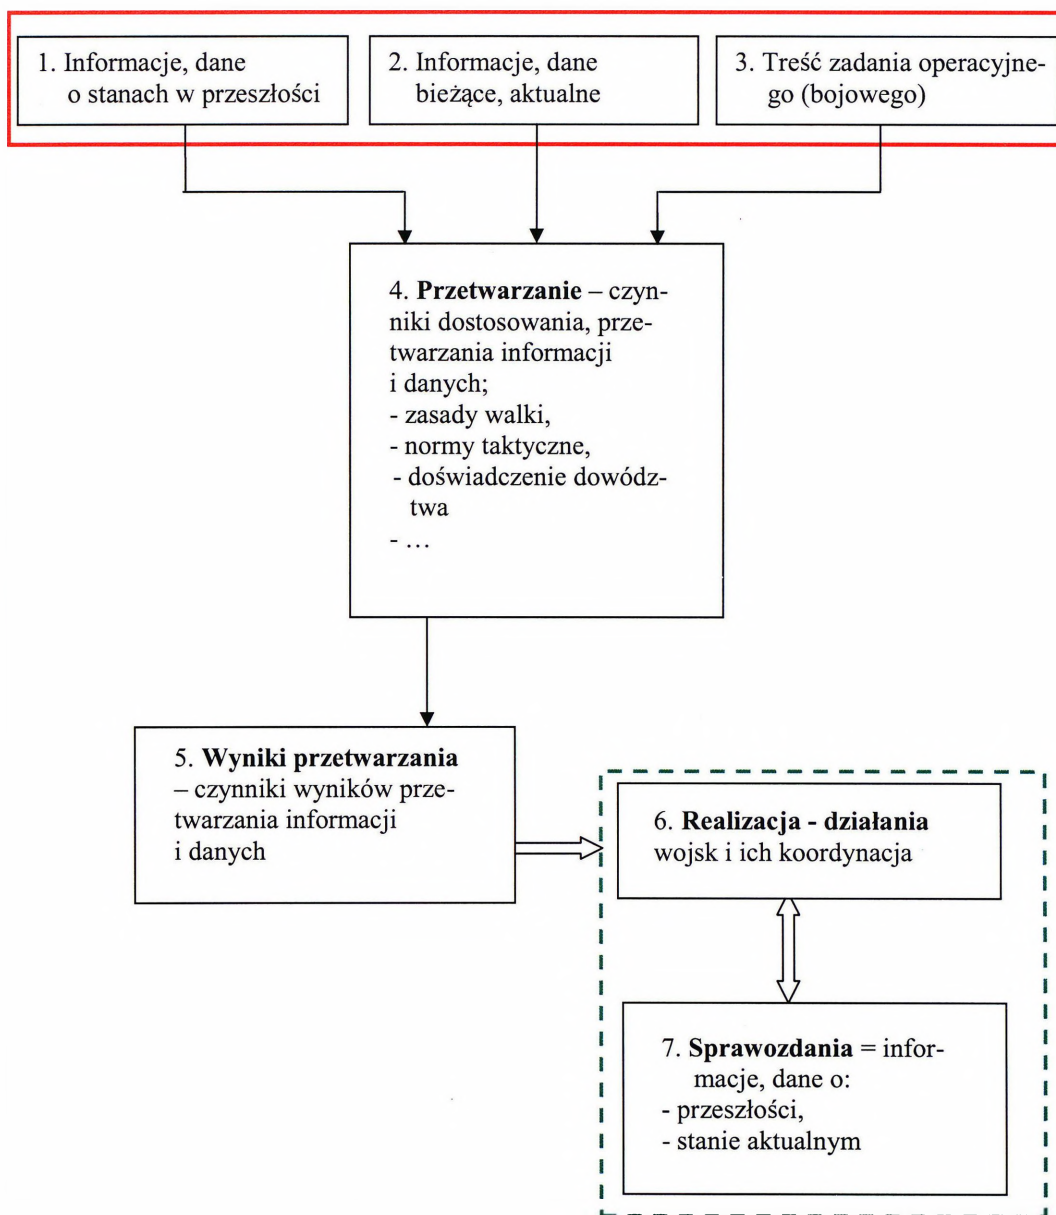 1. Informacje, dane
o stanach w przeszłości
2. Informacje, dane
bieżące, aktualne
3. Treść zadania operacyjne-
go (bojowego)
4. Przetwarzanie – czyn-
niki dostosowania, prze-
twarzania informacji
i danych;
- zasady walki,
- normy taktyczne,
- doświadczenie dowódz-
twa
- …
5. Wyniki przetwarzania
– czynniki wyników prze-
twarzania informacji
i danych
6. Realizacja - działania
wojsk i ich koordynacja
7. Sprawozdania = infor-
macje, dane o:
- przeszłości,
- stanie aktualnym